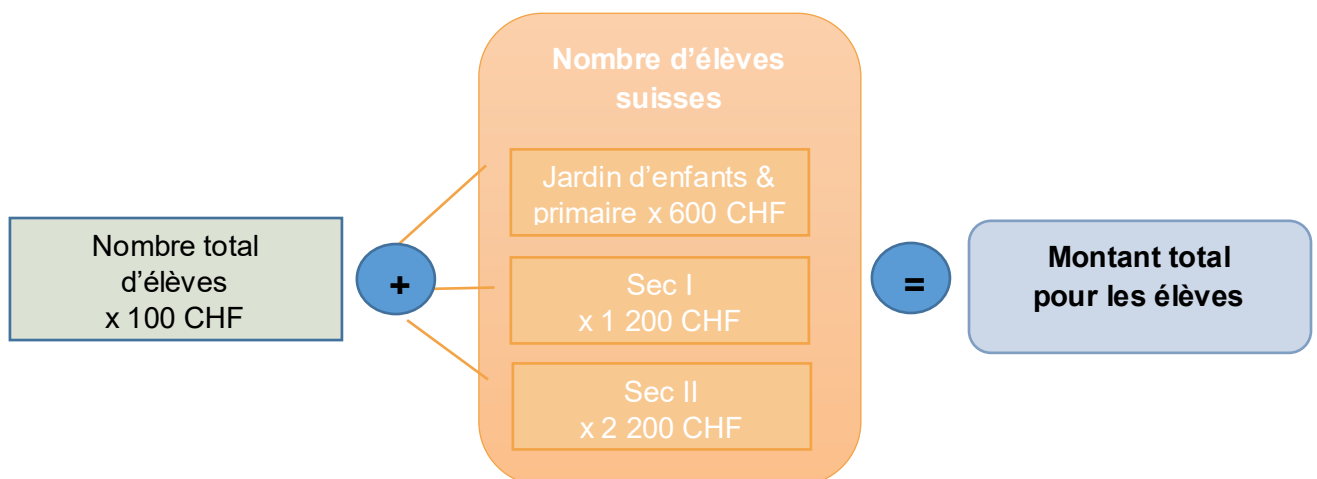 Nombre total
d’élèves
x 100 CHF
+
Nombre d’élèves
suisses
Jardin d’enfants &
primaire x 600 CHF
Sec I
x 1 200 CHF
Sec II
x 2 200 CHF
=
Montant total
pour les élèves